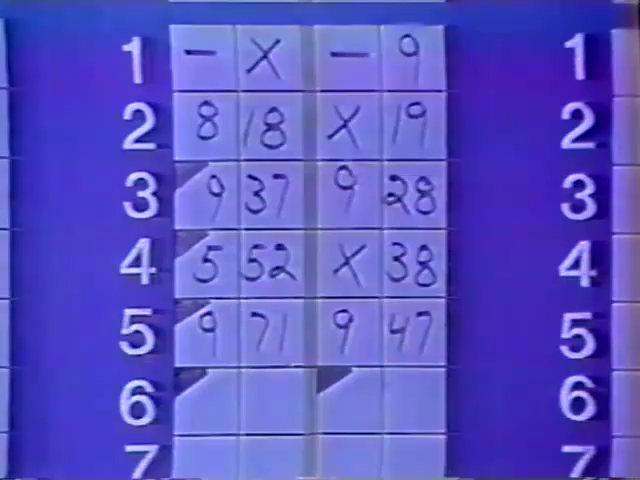 1 – X – 9 1
2 8 18 X 19 2
3 9 37 9 28 3
4 5 52 X 38 4
5 9 71 9 47 5
6 6
7 7